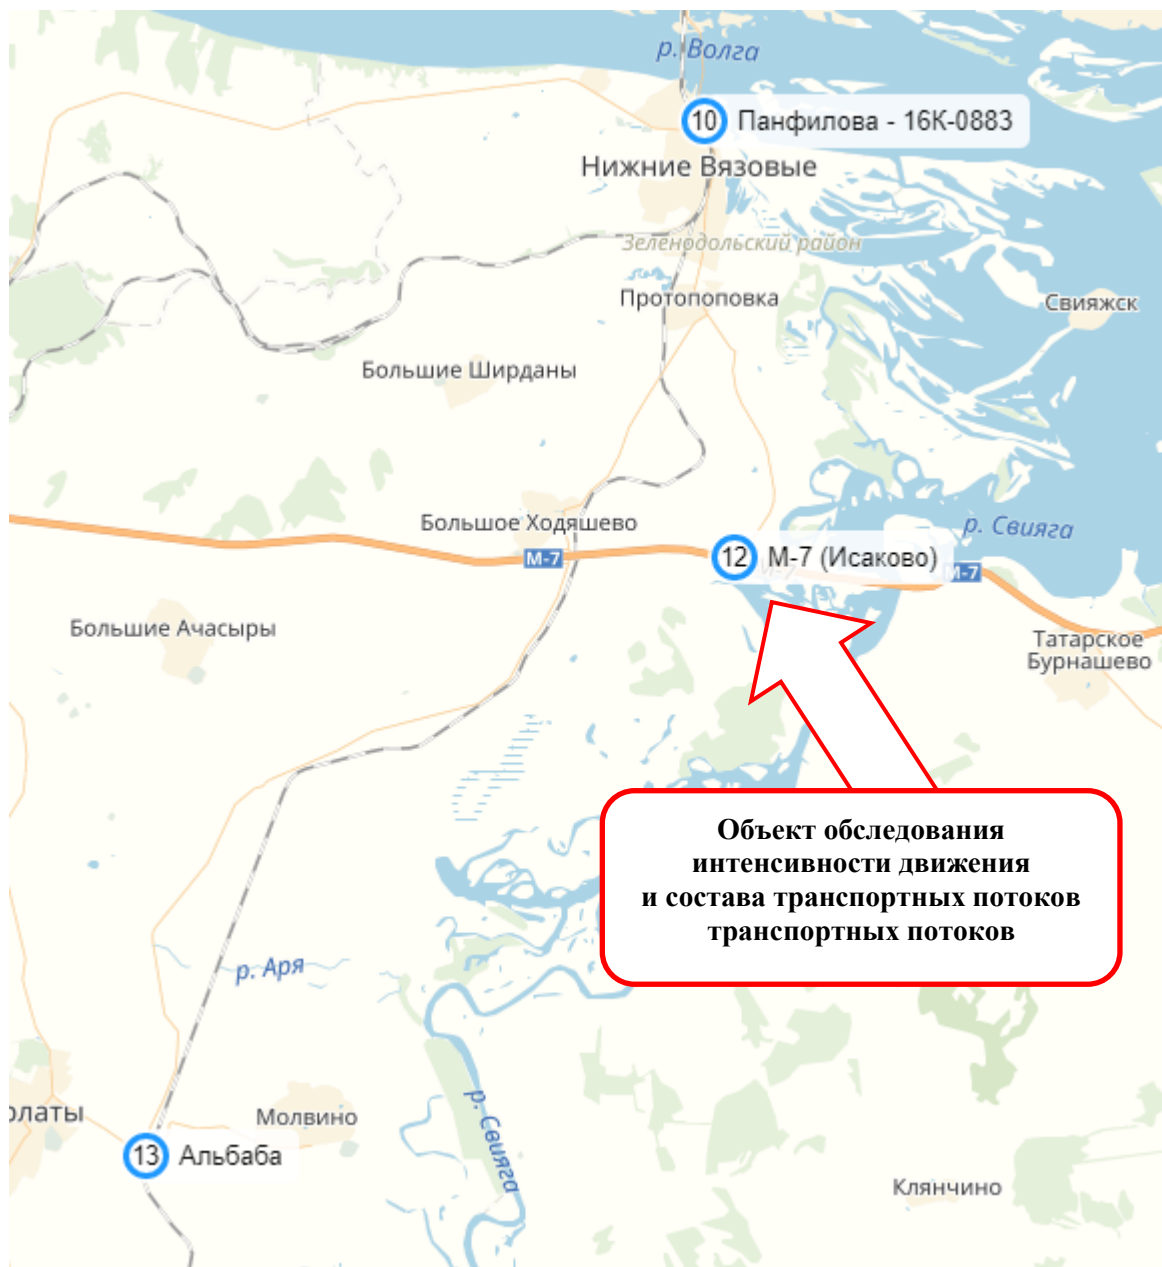 р. Волга
10 Панфилова - 16К-0883
Нижние Вязовые
Зеленодольский район
Протопоповка
Свияжск
Большие Ширданы
Большое Ходяшево
р. Свияга
М-7
12 М-7 (Исаково)
М-7
Большие Ачасыры
Татарское
Бурнашево
Объект обследования
интенсивности движения
и состава транспортных потоков
транспортных потоков
р. Аря
олаты
Молвино
р. Свияга
13 Альбаба
Клянчино